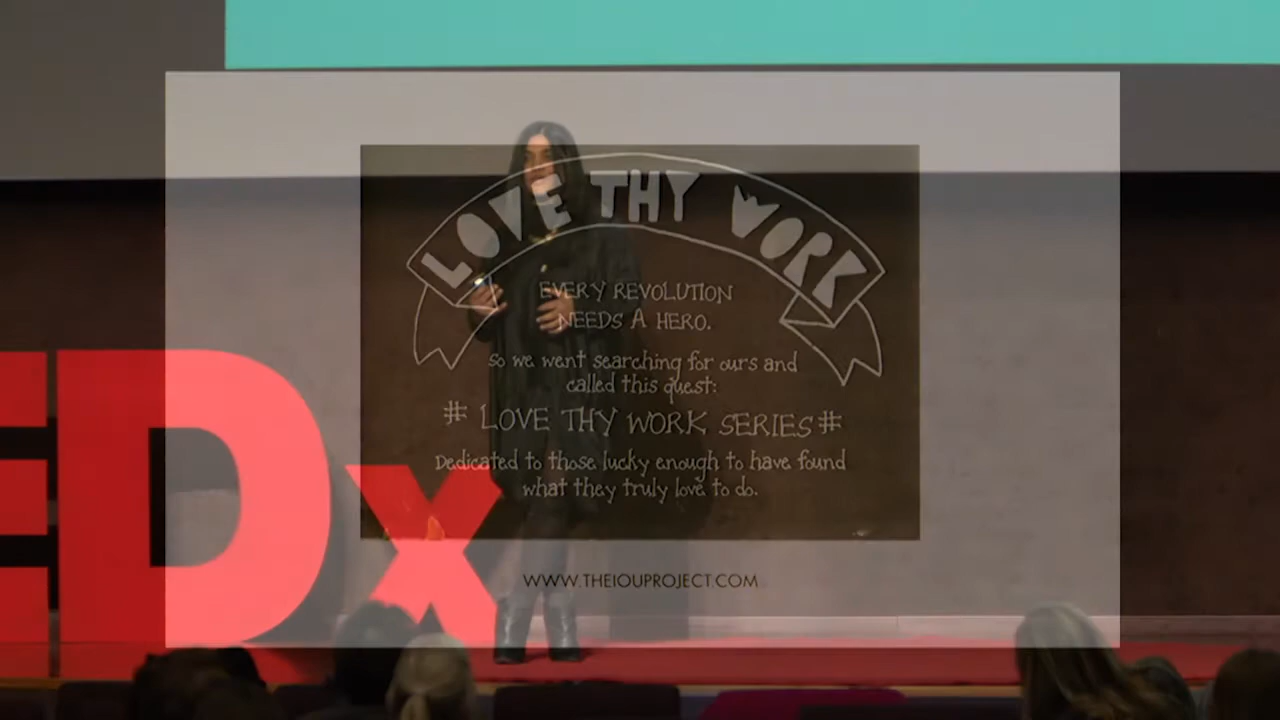 LOVE THY WORK
EVERY REVOLUTION
NEEDS A HERO.
So we went searching for ours and
called this quest:
# LOVE THY WORK SERIES #
Dedicated to those lucky enough to have found
what they truly love to do.
WWW.THEIOUPROJECT.COM
EDx